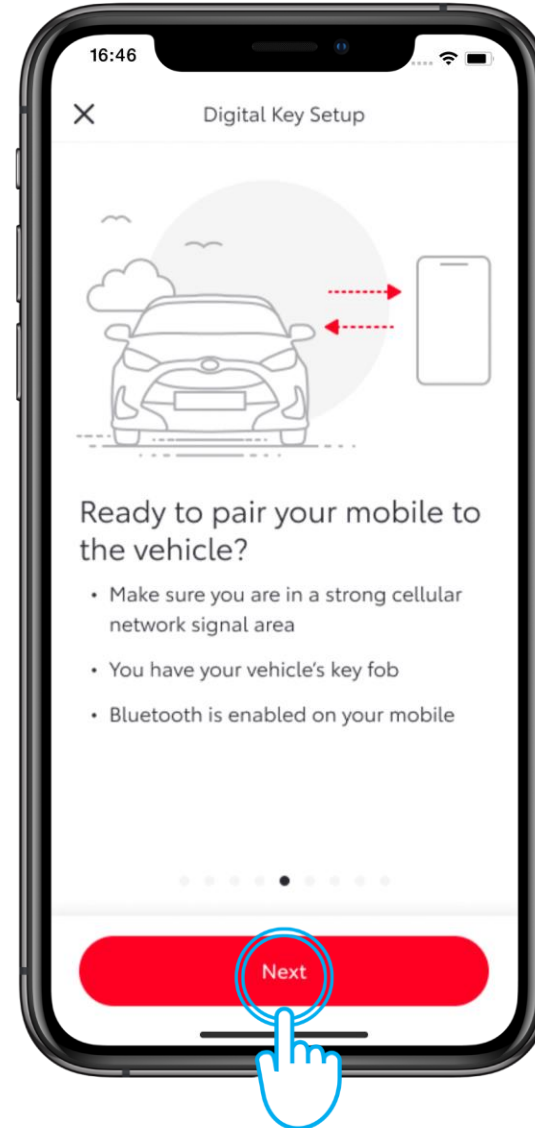 16:46
Digital Key Setup
Ready to pair your mobile to
the vehicle?
• Make sure you are in a strong cellular
network signal area
• You have your vehicle's key fob
• Bluetooth is enabled on your mobile
Next